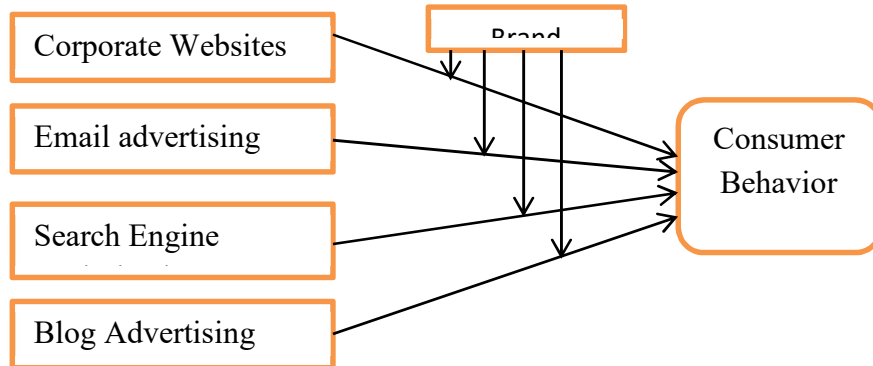 Corporate Websites
Brand
Email advertising
Consumer
Behavior
Search Engine
Blog Advertising